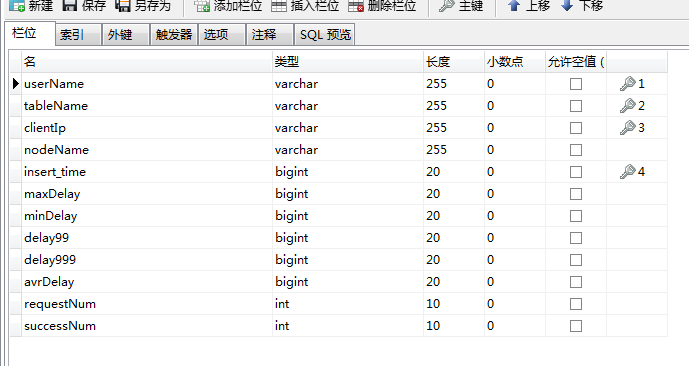 新建 保存 另存为 添加栏位 插入栏位 删除栏位 主键 上移 下移
栏位 索引 外键 触发器 选项 注释 SQL 预览
名 类型 长度 小数点 允许空值 (
userName varchar 255 0 1
tableName varchar 255 0 2
clientIp varchar 255 0 3
nodeName varchar 255 0
insert_time bigint 20 0 4
maxDelay bigint 20 0
minDelay bigint 20 0
delay99 bigint 20 0
delay999 bigint 20 0
avrDelay bigint 20 0
requestNum int 10 0
successNum int 10 0